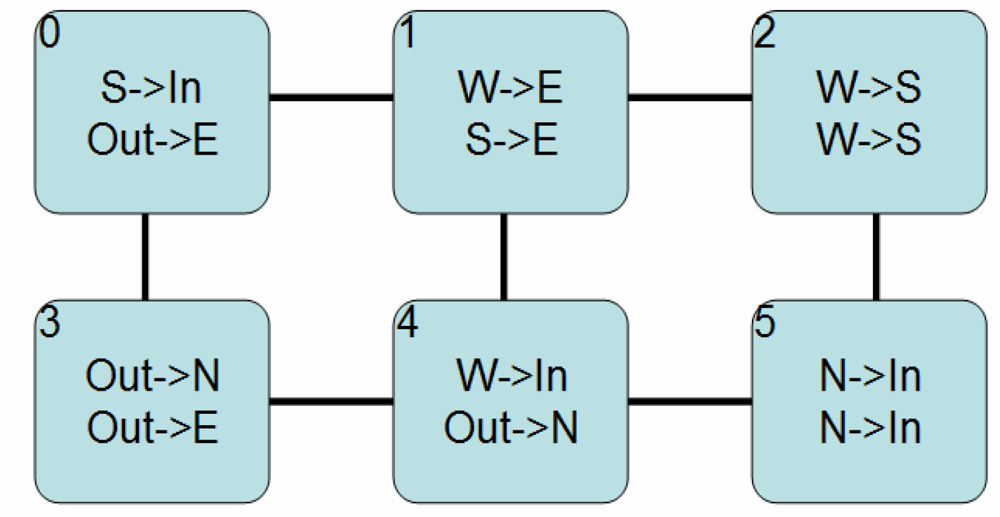 0
S->In
Out->E
1
W->E
S->E
2
W->S
W->S
3
Out->N
Out->E
4
W->In
Out->N
5
N->In
N->In